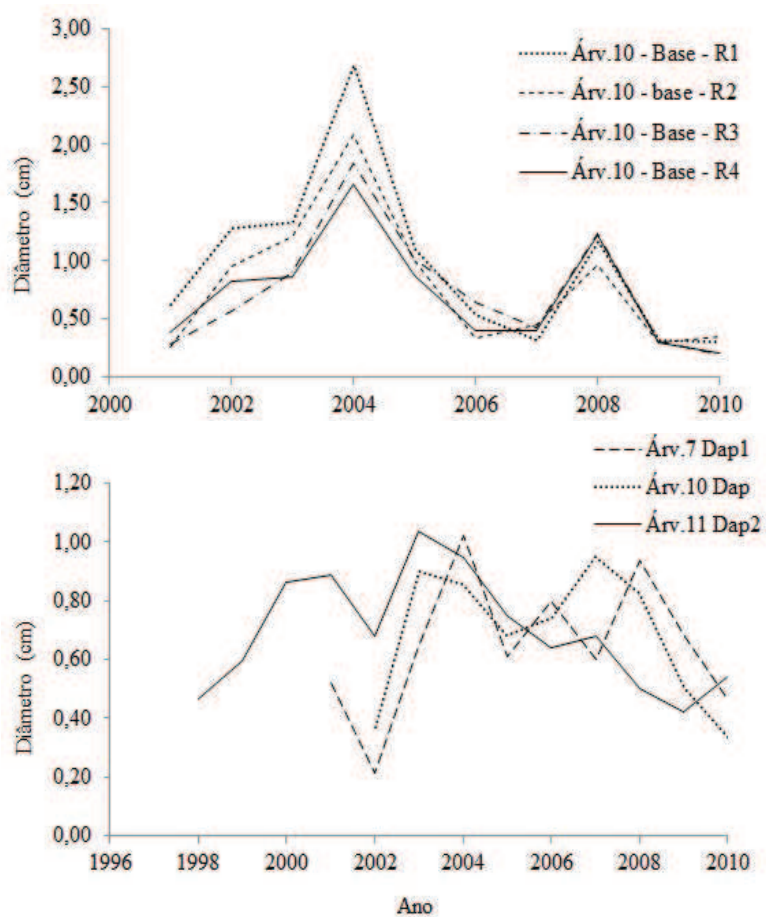 3,00
2,50
2,00
1,50
1,00
0,50
0,00
Diâmetro (cm)
2000 2002 2004 2006 2008 2010
Árv.10 - Base - R1
Árv.10 - base - R2
Árv.10 - Base - R3
Árv.10 - Base - R4
1,20
1,00
0,80
0,60
0,40
0,20
0,00
Diâmetro (cm)
1996 1998 2000 2002 2004 2006 2008 2010
Ano
Árv.7 Dap1
Árv.10 Dap
Árv.11 Dap2